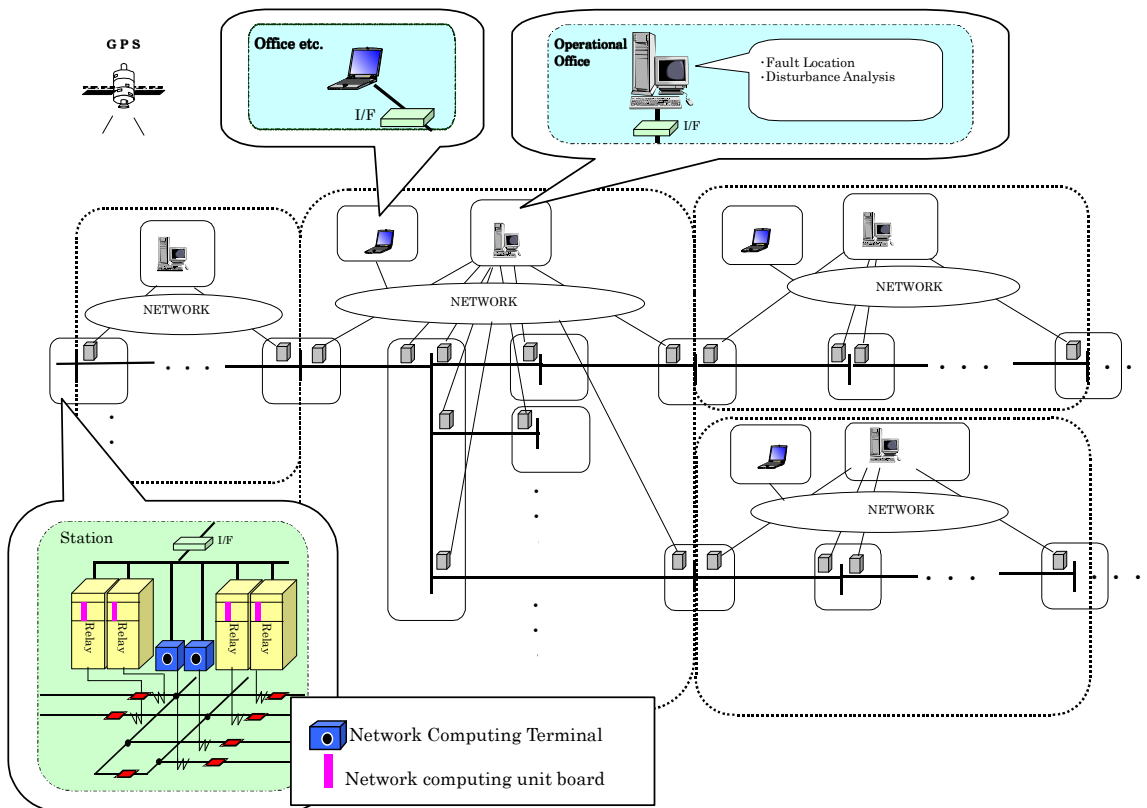 GPS
Office etc.
I/F
Operational
Office
・Fault Location
・Disturbance Analysis
I/F
NETWORK
NETWORK
NETWORK
NETWORK
Station
I/F
Relay
Relay
Relay
Relay
Network Computing Terminal
Network computing unit board